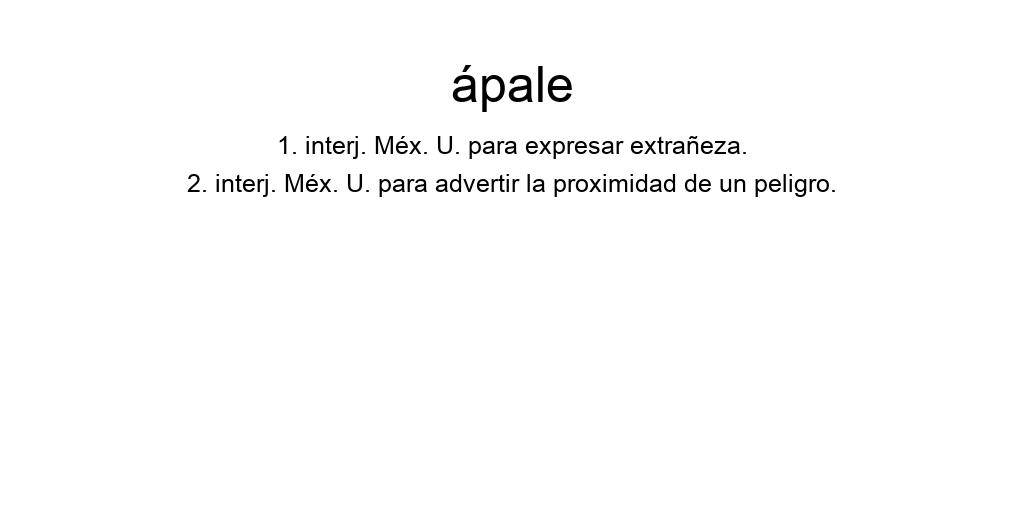 ápale
1. interj. Méx. U. para expresar extrañeza.
2. interj. Méx. U. para advertir la proximidad de un peligro.